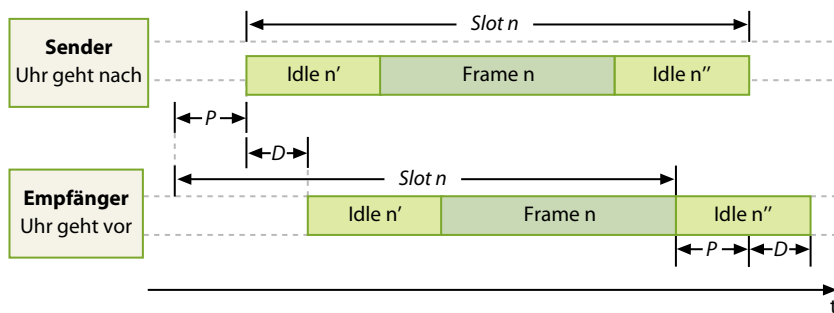 Slot n
Sender
Uhr geht nach
Idle n' Frame n Idle n''
P
D
Slot n
Empfänger
Uhr geht vor
Idle n' Frame n Idle n''
P D
t